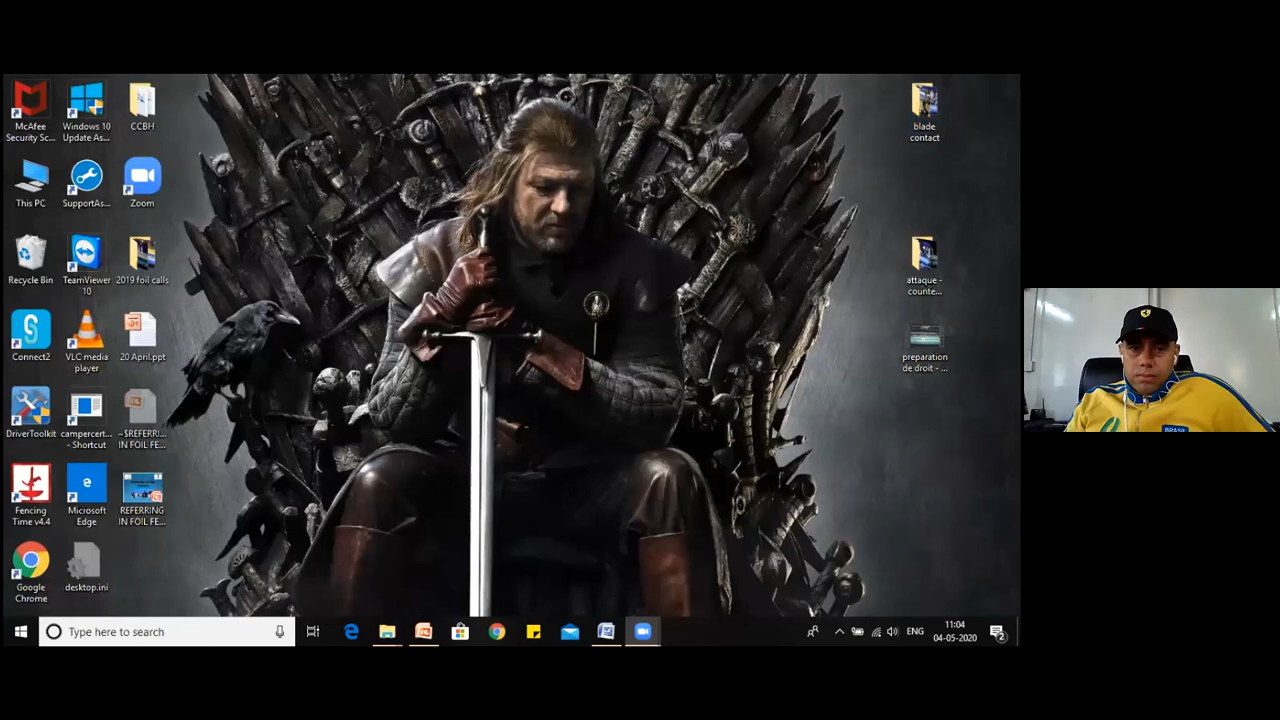 McAfee
Security Sc...
Windows 10
Update As...
CCBH
This PC
SupportAs...
Zoom
Recycle Bin
TeamViewer
10
2019 foil calls
Connect2
VLC media
player
20 April.ppt
DriverToolkit
campercert...
- Shortcut
~$REFERRI...
IN FOIL FE...
Fencing
Time v4.4
Microsoft
Edge
REFERRING
IN FOIL FE...
Google
Chrome
desktop.ini
blade
contact
attaque -
counte...
preparation
de droit - ...
BRASIL
Type here to search
ENG
11:04
04-05-2020
2